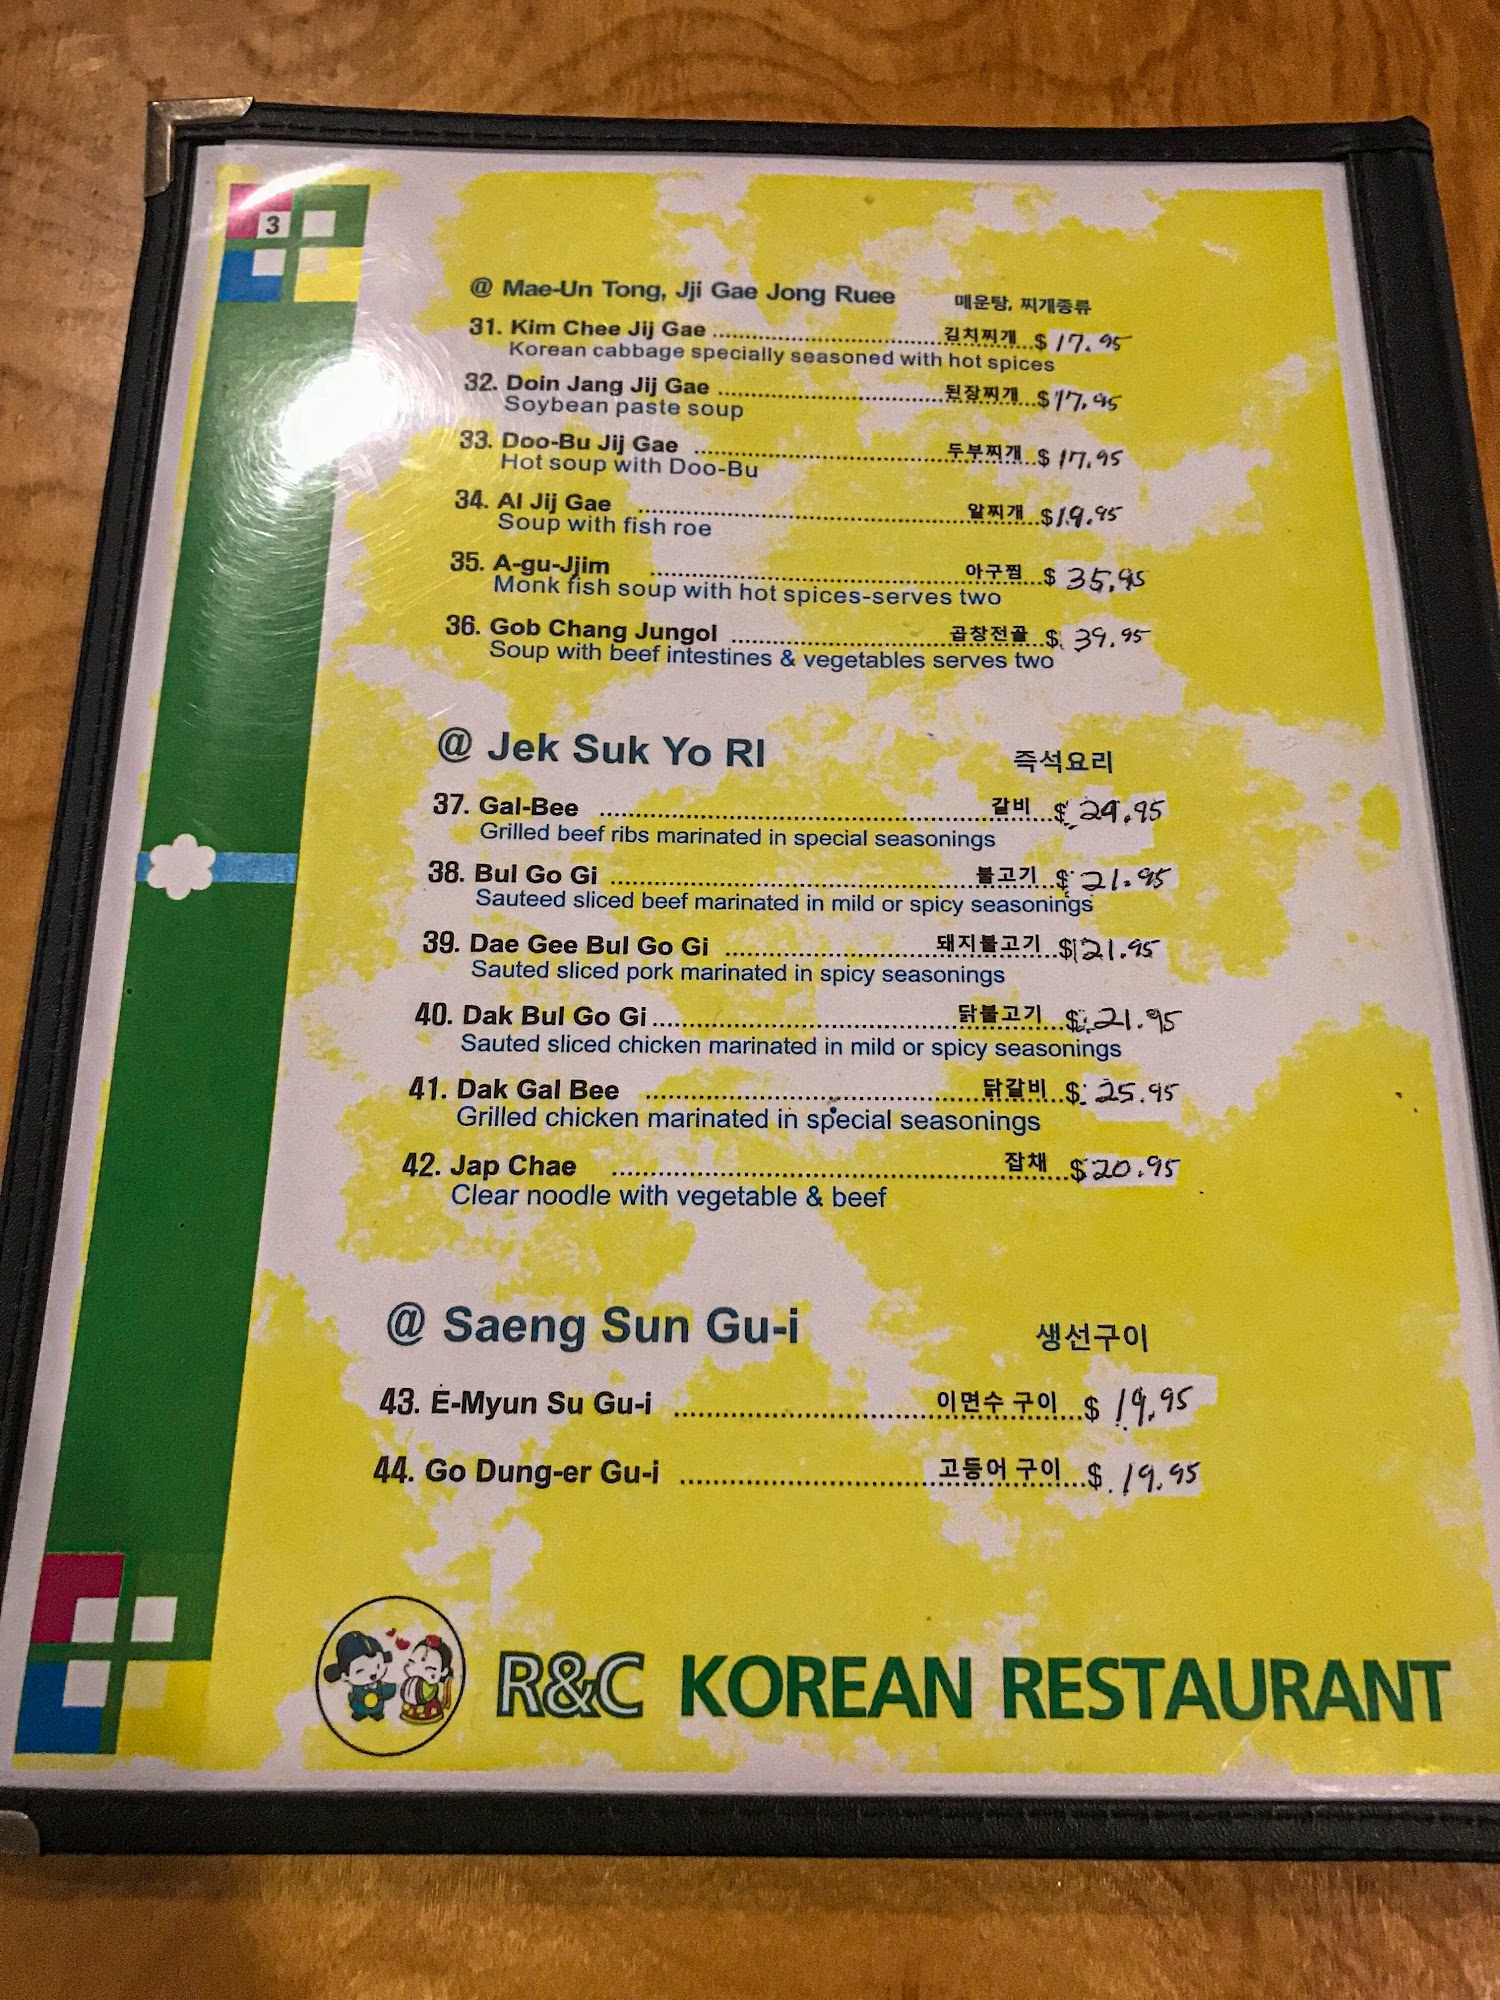 3
@ Mae-Un Tong, Jji Gae Jong Ruee 매운탕, 찌개종류
31. Kim Chee Jij Gae ........ 김치찌개 ... $ 17.95
Korean cabbage specially seasoned with hot spices
32. Doin Jang Jij Gae ........ 된장찌개 ... $ 17.95
Soybean paste soup
33. Doo-Bu Jij Gae ........ 두부찌개 ... $ 17.95
Hot soup with Doo-Bu
34. Al Jij Gae ........ 알찌개 ... $ 19.95
Soup with fish roe
35. A-gu-Jjim ........ 아구찜 ... $ 35.95
Monk fish soup with hot spices-serves two
36. Gob Chang Jungol ........ 곱창전골 ... $ 39.95
Soup with beef intestines & vegetables serves two
@ Jek Suk Yo RI 즉석요리
37. Gal-Bee ........ 갈비 ... $ 29.95
Grilled beef ribs marinated in special seasonings
38. Bul Go Gi ........ 불고기 ... $ 21.95
Sauteed sliced beef marinated in mild or spicy seasonings
39. Dae Gee Bul Go Gi ........ 돼지불고기 ... $ 21.95
Sauted sliced pork marinated in spicy seasonings
40. Dak Bul Go Gi ........ 닭불고기 ... $ 21.95
Sauted sliced chicken marinated in mild or spicy seasonings
41. Dak Gal Bee ........ 닭갈비 ... $ 25.95
Grilled chicken marinated in special seasonings
42. Jap Chae ........ 잡채 ... $ 20.95
Clear noodle with vegetable & beef
@ Saeng Sun Gu-i 생선구이
43. E-Myun Su Gu-i ........ 이면수 구이 ... $ 19.95
44. Go Dung-er Gu-i ........ 고등어 구이 ... $ 19.95
R&C KOREAN RESTAURANT